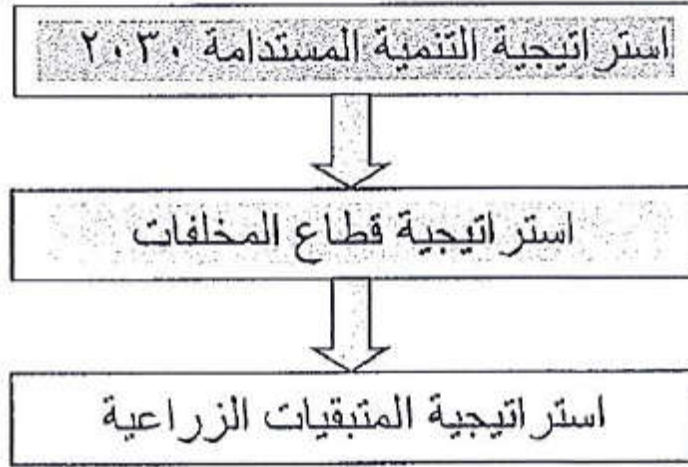 استراتيجية التنمية المستدامة ٢٠٣٠
استراتيجية قطاع المخلفات
استراتيجية المتبقيات الزراعية